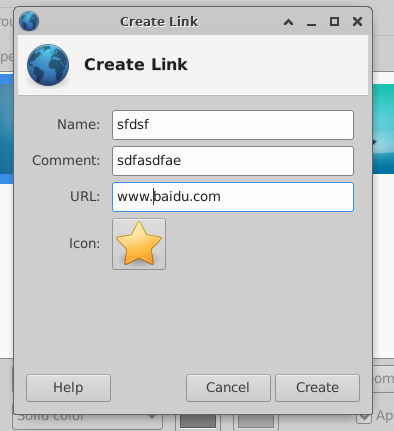 Create Link
Create Link
Name: sfdsf
Comment: sdfasdfae
URL: www.baidu.com
Icon:
Help Cancel Create
Solid color